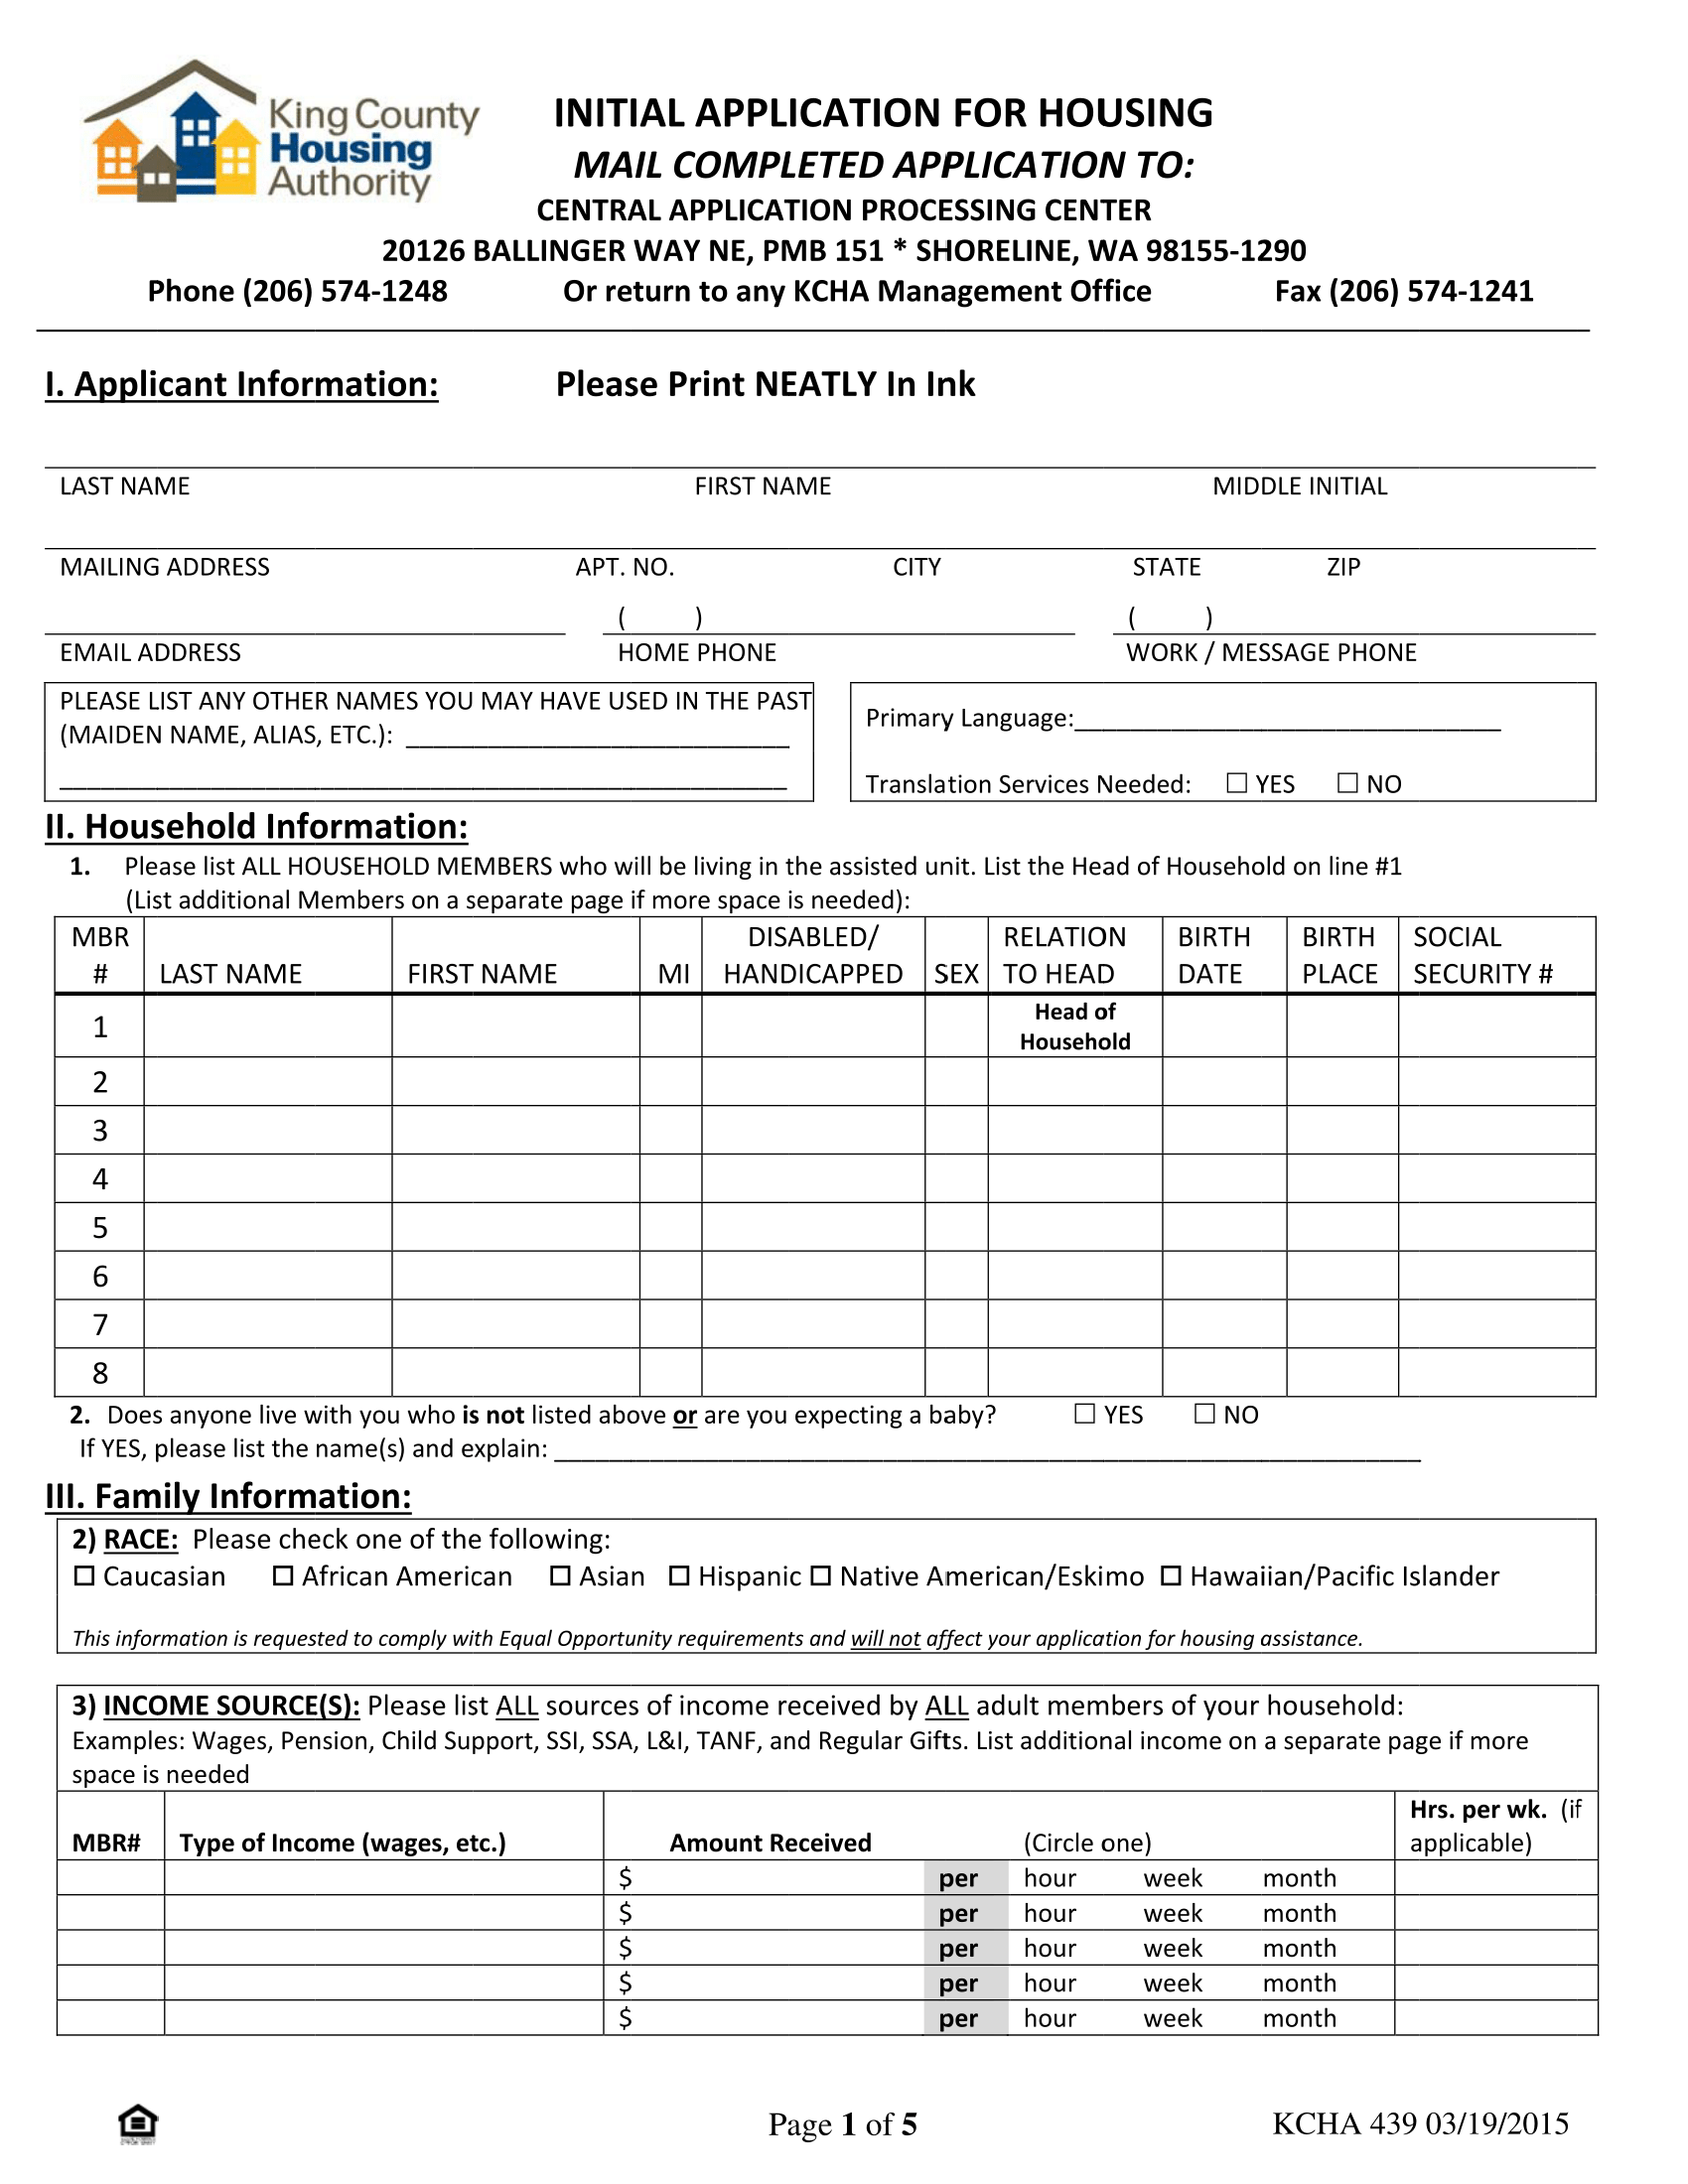 King County
Housing
Authority
INITIAL APPLICATION FOR HOUSING
MAIL COMPLETED APPLICATION TO:
CENTRAL APPLICATION PROCESSING CENTER
20126 BALLINGER WAY NE, PMB 151 * SHORELINE, WA 98155-1290
Phone (206) 574-1248 Or return to any KCHA Management Office Fax (206) 574-1241
I. Applicant Information: Please Print NEATLY In Ink
LAST NAME FIRST NAME MIDDLE INITIAL
MAILING ADDRESS APT. NO. CITY STATE ZIP
( ) ( )
EMAIL ADDRESS HOME PHONE WORK / MESSAGE PHONE
PLEASE LIST ANY OTHER NAMES YOU MAY HAVE USED IN THE PAST
(MAIDEN NAME, ALIAS, ETC.): ____________________________
_____________________________________________________
Primary Language:_______________________________
Translation Services Needed: ☐ YES ☐ NO
II. Household Information:
1. Please list ALL HOUSEHOLD MEMBERS who will be living in the assisted unit. List the Head of Household on line #1
(List additional Members on a separate page if more space is needed):
MBR # LAST NAME FIRST NAME MI DISABLED/ HANDICAPPED SEX RELATION TO HEAD BIRTH DATE BIRTH PLACE SOCIAL SECURITY #
1 Head of Household
2
3
4
5
6
7
8
2. Does anyone live with you who is not listed above or are you expecting a baby? ☐ YES ☐ NO
If YES, please list the name(s) and explain: _______________________________________________________________
III. Family Information:
2) RACE: Please check one of the following:
☐ Caucasian ☐ African American ☐ Asian ☐ Hispanic ☐ Native American/Eskimo ☐ Hawaiian/Pacific Islander
This information is requested to comply with Equal Opportunity requirements and will not affect your application for housing assistance.
3) INCOME SOURCE(S): Please list ALL sources of income received by ALL adult members of your household:
Examples: Wages, Pension, Child Support, SSI, SSA, L&I, TANF, and Regular Gifts. List additional income on a separate page if more
space is needed
MBR# Type of Income (wages, etc.) Amount Received (Circle one) Hrs. per wk. (if applicable)
$ per hour week month
$ per hour week month
$ per hour week month
$ per hour week month
$ per hour week month
Page 1 of 5 KCHA 439 03/19/2015